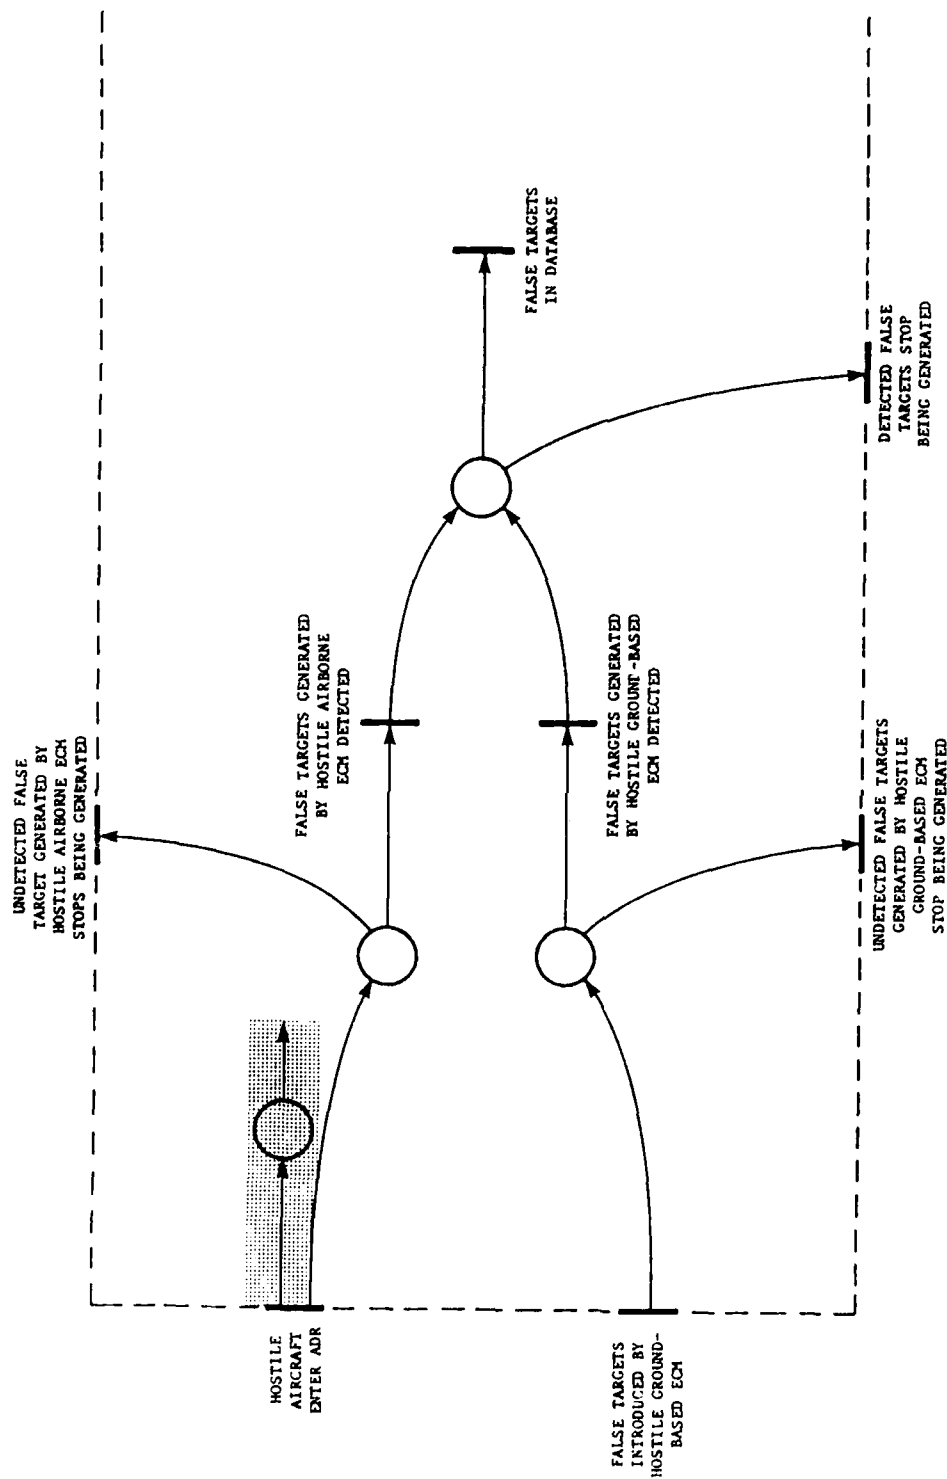 UNDETECTED FALSE
TARGET GENERATED BY
HOSTILE AIRBORNE ECM
STOPS BEING GENERATED
HOSTILE
AIRCRAFT
ENTER ADR
FALSE TARGETS GENERATED
BY HOSTILE AIRBORNE
ECM DETECTED
FALSE TARGETS
IN DATABASE
FALSE TARGETS
INTRODUCED BY
HOSTILE GROUND-
BASED ECM
FALSE TARGETS GENERATED
BY HOSTILE GROUNT-BASED
ECM DETECTED
UNDETECTED FALSE TARGETS
GENERATED BY HOSTILE
GROUND-BASED ECM
STOP BEING GENERATED
DETECTED FALSE
TARGETS STOP
BEING GENERATED